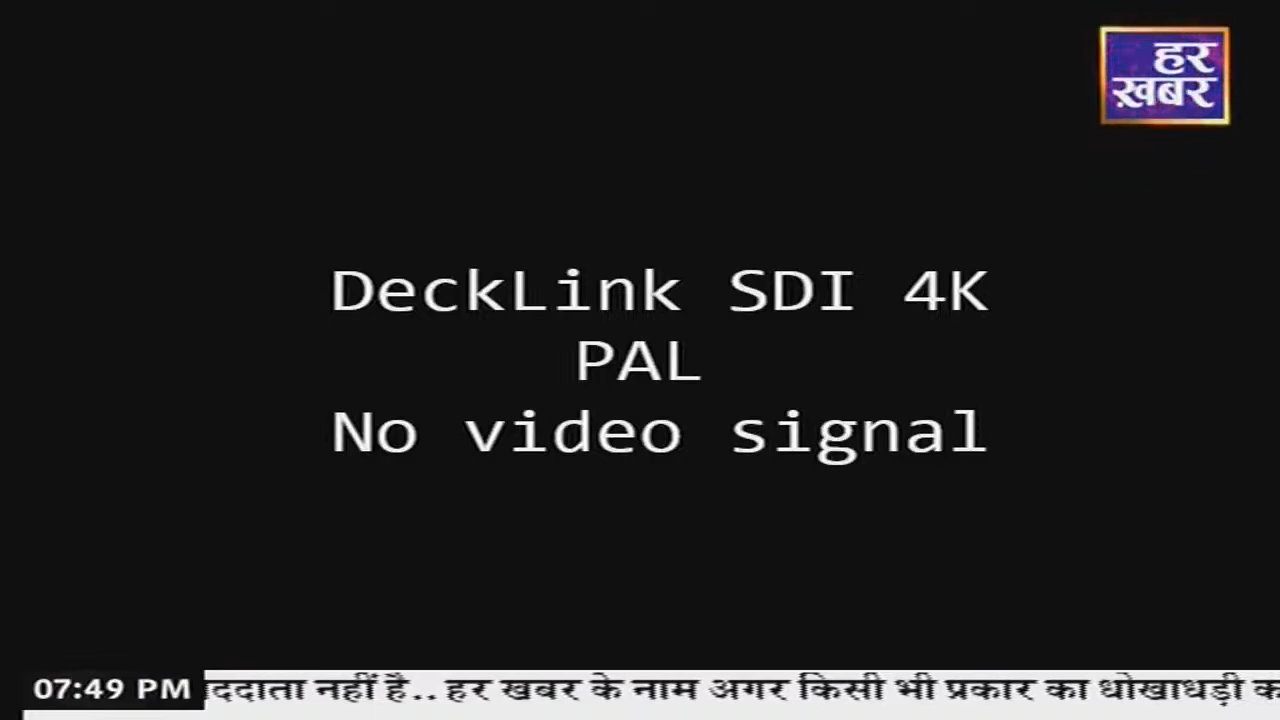 हर
ख़बर
DeckLink SDI 4K
PAL
No video signal
07:49 PM
नहीं है.. हर खबर के नाम अगर किसी भी प्रकार का धोखाधड़ी